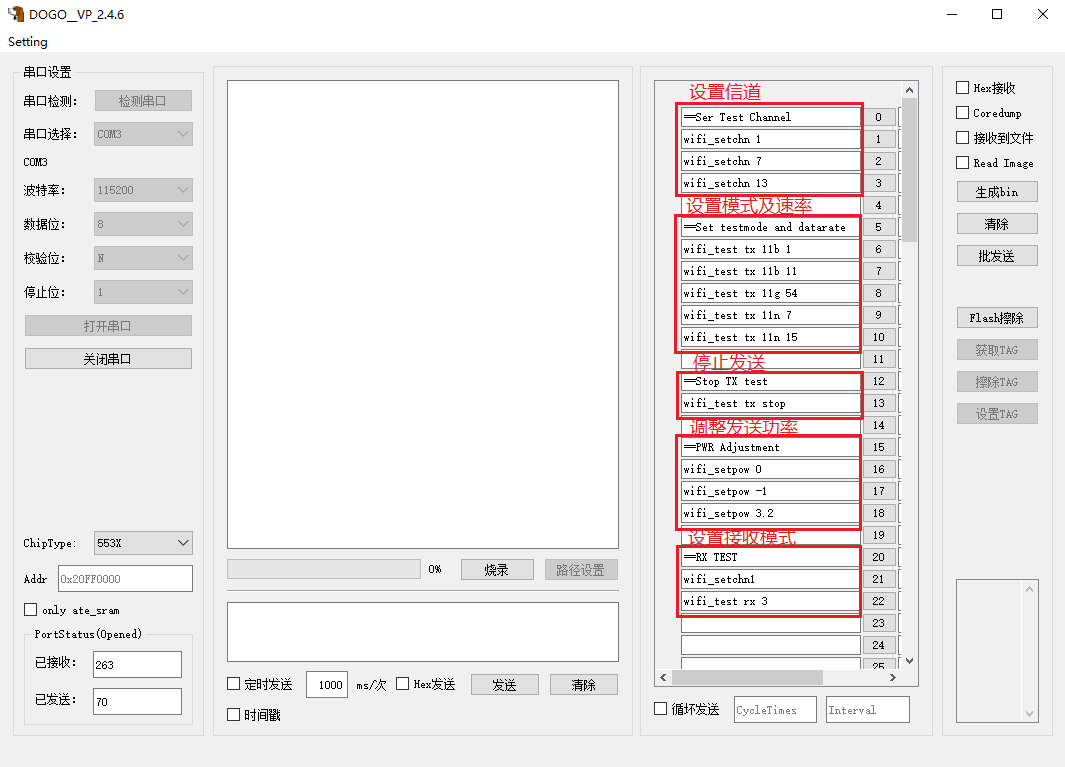 DOGO__VP_2.4.6
Setting
串口设置
串口检测:
检测串口
串口选择:
COM3
COM3
波特率:
115200
数据位:
8
校验位:
N
停止位:
1
打开串口
关闭串口
ChipType:
553X
Addr
0x20FF0000
only ate_sram
PortStatus(Opened)
已接收:
263
已发送:
70
0%
烧录
路径设置
定时发送
1000
ms/次
Hex发送
发送
清除
时间戳
设置信道
==Ser Test Channel
0
wifi_setchn 1
1
wifi_setchn 7
2
wifi_setchn 13
3
设置模式及速率
4
==Set testmode and datarate
5
wifi_test tx 11b 1
6
wifi_test tx 11b 11
7
wifi_test tx 11g 54
8
wifi_test tx 11n 7
9
wifi_test tx 11n 15
10
停止发送
11
==Stop TX test
12
wifi_test tx stop
13
调整发送功率
14
==PWR Adjustment
15
wifi_setpow 0
16
wifi_setpow -1
17
wifi_setpow 3.2
18
设置接收模式
19
==RX TEST
20
wifi_setchn1
21
wifi_test rx 3
22
23
24
25
循环发送
CycleTimes
Interval
Hex接收
Coredump
接收到文件
Read Image
生成bin
清除
批发送
Flash擦除
获取TAG
擦除TAG
设置TAG